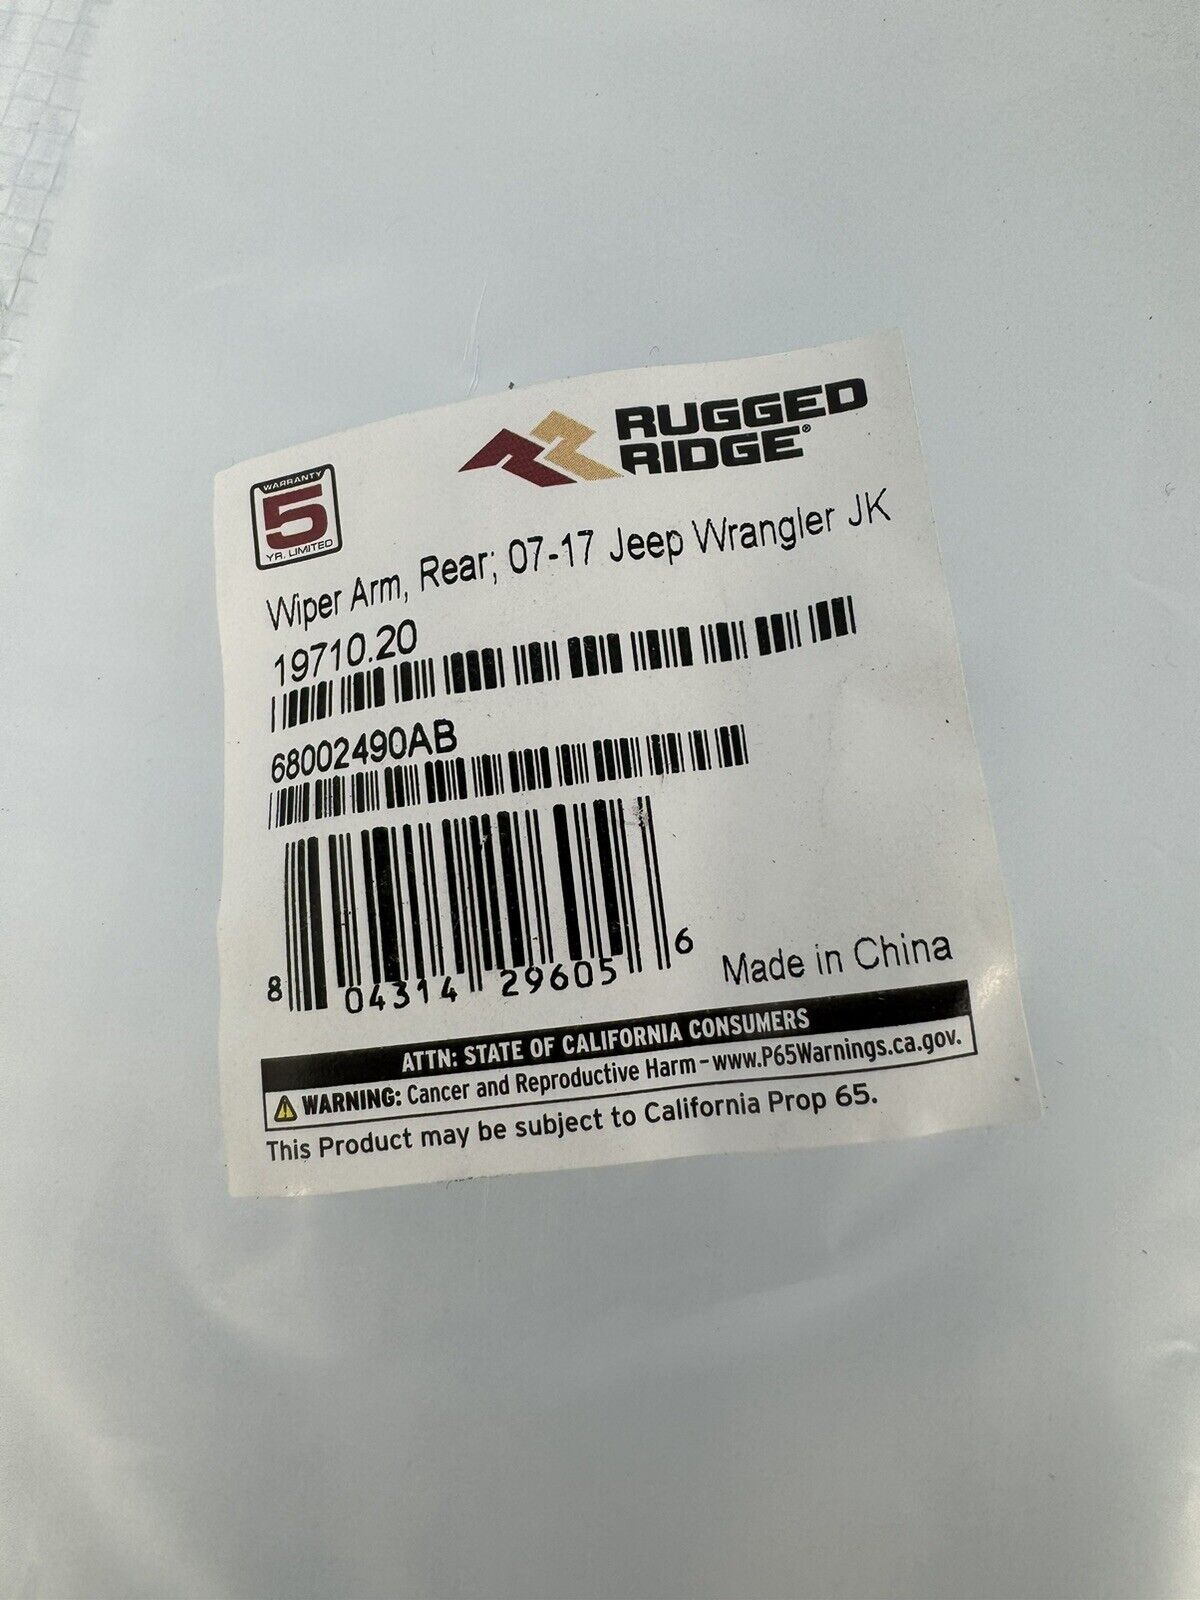 RUGGED
RIDGE®
WARRANTY
5
YR. LIMITED
Wiper Arm, Rear; 07-17 Jeep Wrangler JK
19710.20
68002490AB
8 04314 29605 6
Made in China
ATTN: STATE OF CALIFORNIA CONSUMERS
WARNING: Cancer and Reproductive Harm – www.P65Warnings.ca.gov.
This Product may be subject to California Prop 65.